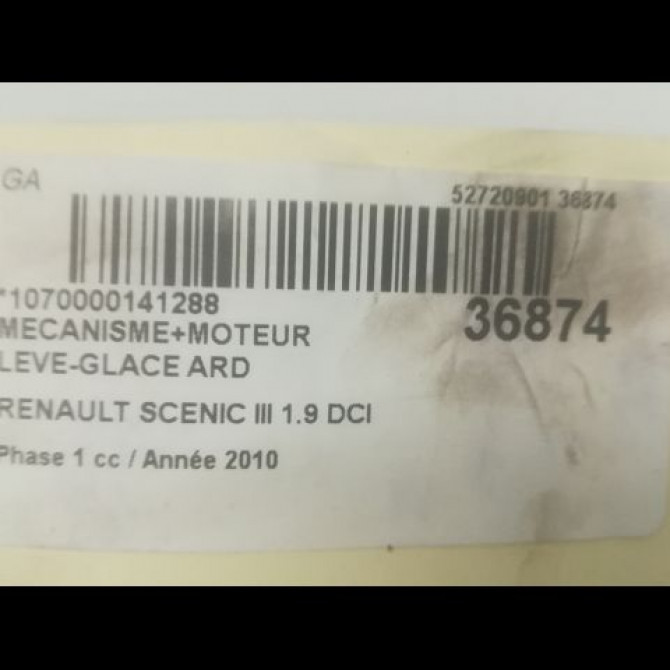 GA
52720901 36874
*1070000141288
36874
MECANISME+MOTEUR
LEVE-GLACE ARD
RENAULT SCENIC III 1.9 DCI
Phase 1 cc / Année 2010